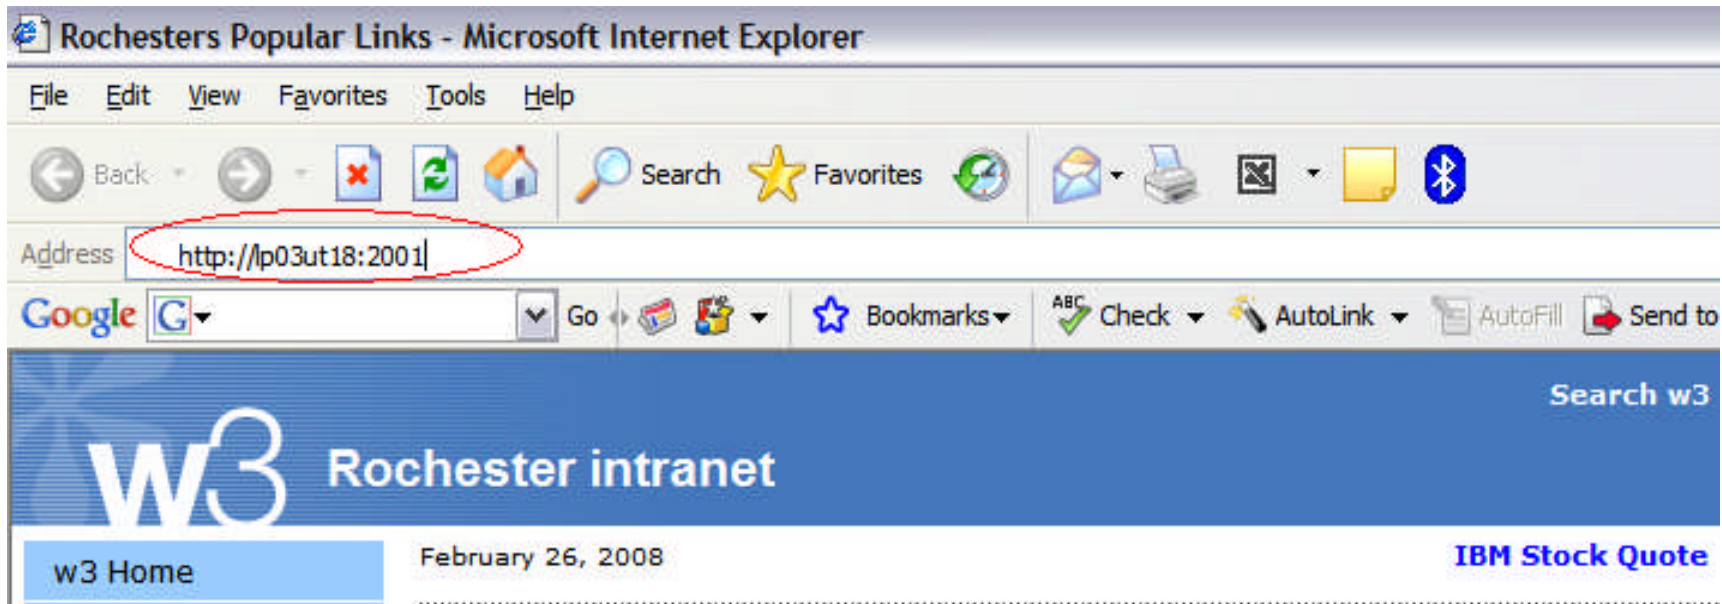 Rochesters Popular Links - Microsoft Internet Explorer
File Edit View Favorites Tools Help
Back Search Favorites
Address http://lp03ut18:2001
Google G Go Bookmarks ABC Check AutoLink AutoFill Send to
Search w3
w3 Rochester intranet
w3 Home February 26, 2008 IBM Stock Quote